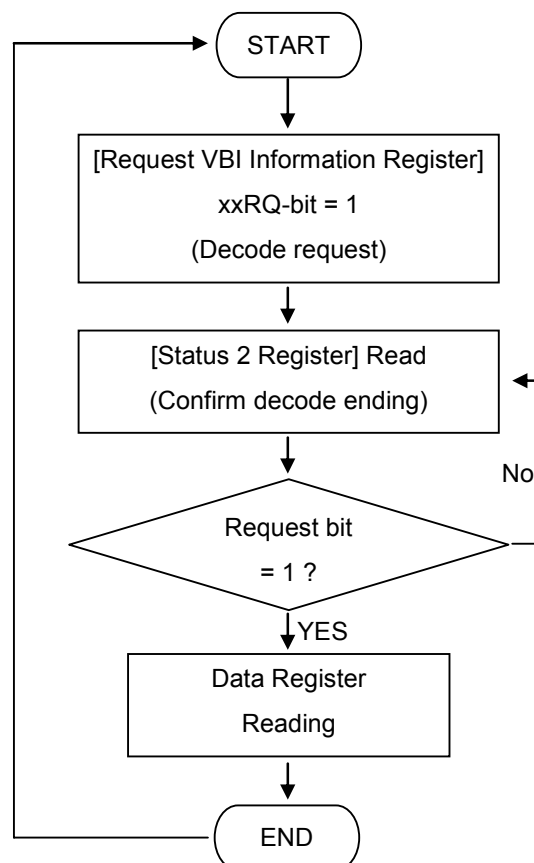 START
[Request VBI Information Register]
xxRQ-bit = 1
(Decode request)
[Status 2 Register] Read
(Confirm decode ending)
No
Request bit
= 1 ?
YES
Data Register
Reading
END